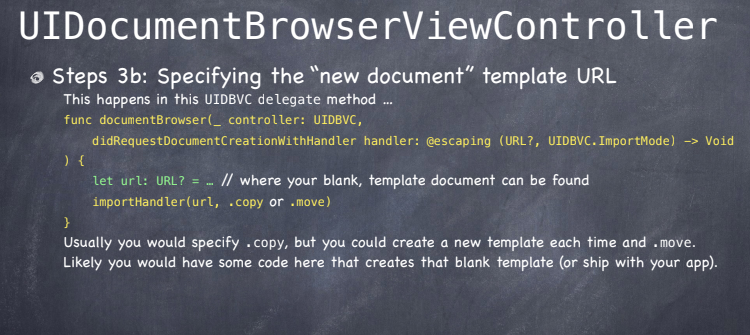 UIDocumentBrowserViewController
Steps 3b: Specifying the “new document” template URL
This happens in this UIDBVC delegate method …
func documentBrowser(_ controller: UIDBVC,
didRequestDocumentCreationWithHandler handler: @escaping (URL?, UIDBVC.ImportMode) -> Void
) {
let url: URL? = … // where your blank, template document can be found
importHandler(url, .copy or .move)
}
Usually you would specify .copy, but you could create a new template each time and .move.
Likely you would have some code here that creates that blank template (or ship with your app).